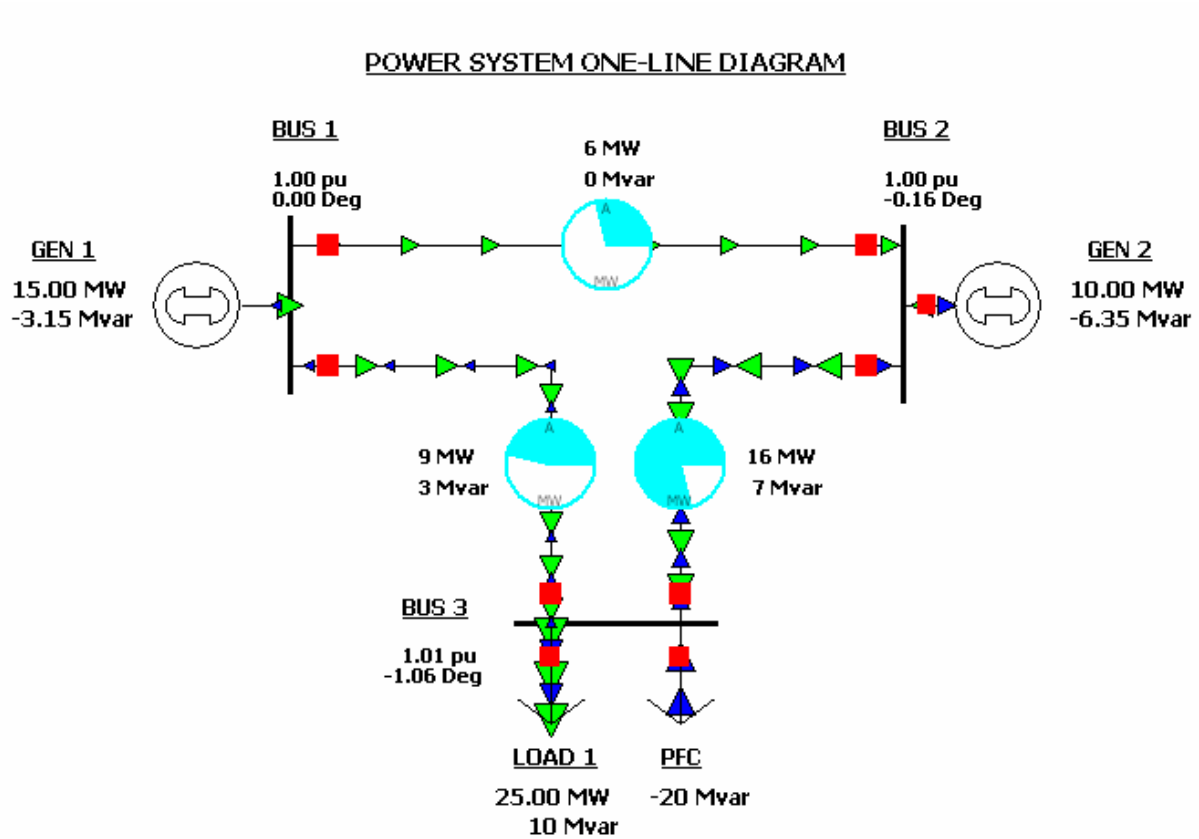 POWER SYSTEM ONE-LINE DIAGRAM
BUS 1
1.00 pu
0.00 Deg
6 MW
0 Mvar
A
MW
BUS 2
1.00 pu
-0.16 Deg
GEN 1
15.00 MW
-3.15 Mvar
GEN 2
10.00 MW
-6.35 Mvar
9 MW
3 Mvar
A
MW
A
MW
16 MW
7 Mvar
BUS 3
1.01 pu
-1.06 Deg
LOAD 1
25.00 MW
10 Mvar
PFC
-20 Mvar